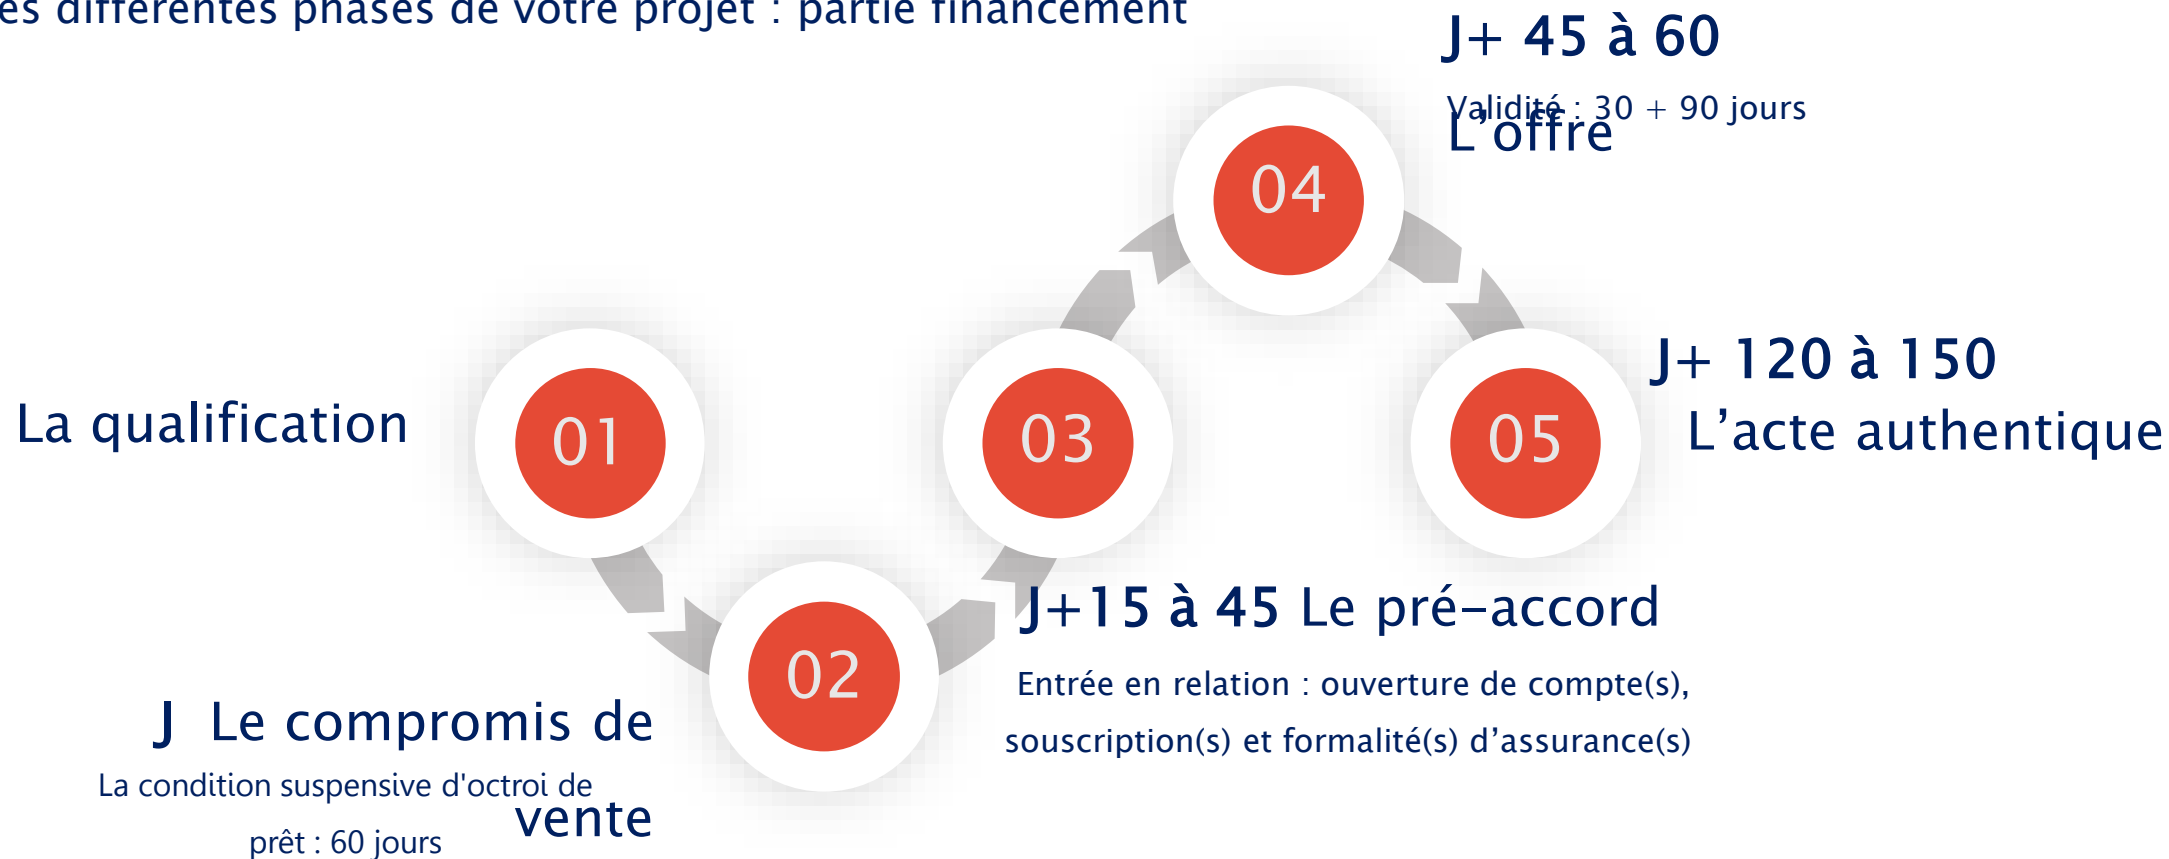 es différentes phases de votre projet : partie financement
J+ 45 à 60
Validité : 30 + 90 jours
L’offre
04
J+ 120 à 150
L’acte authentique
La qualification
01
03
05
J+15 à 45 Le pré-accord
Entrée en relation : ouverture de compte(s),
souscription(s) et formalité(s) d’assurance(s)
02
J Le compromis de
vente
La condition suspensive d'octroi de
prêt : 60 jours